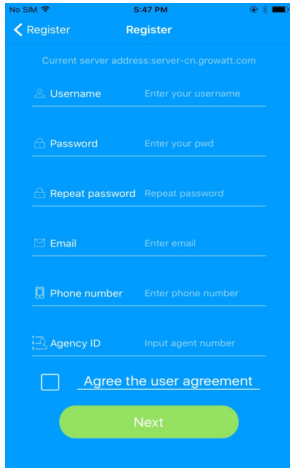 No SIM 5:47 PM
Register Register
Current server address:server-cn.growatt.com
Username Enter your username
Password Enter your pwd
Repeat password Repeat password
Email Enter email
Phone number Enter phone number
Agency ID Input agent number
Agree the user agreement
Next